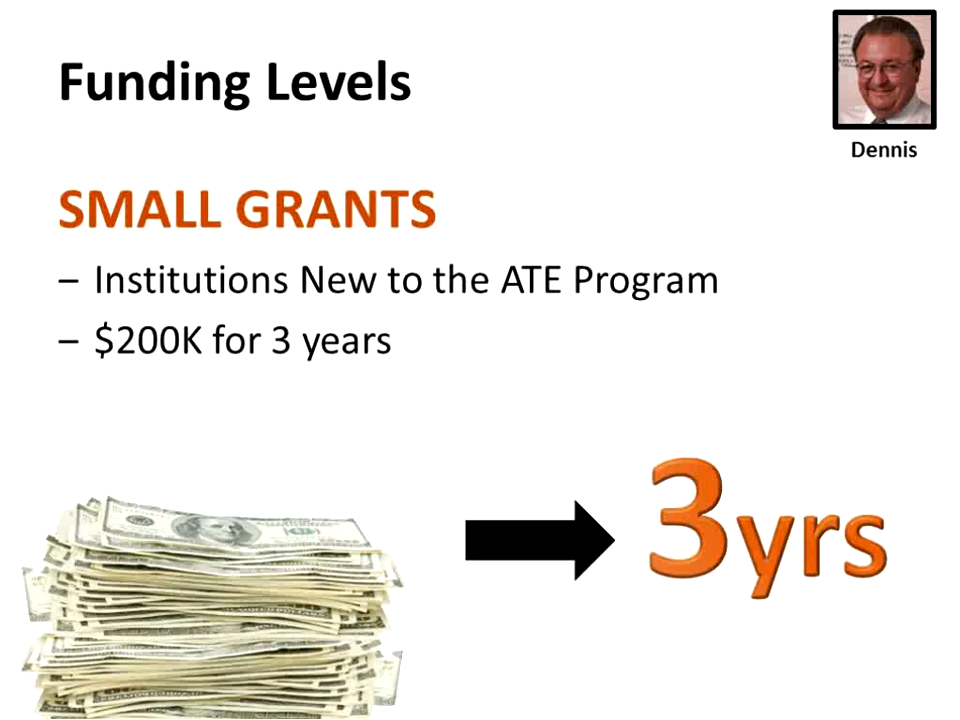 Funding Levels
Dennis
SMALL GRANTS
– Institutions New to the ATE Program
– $200K for 3 years
3yrs